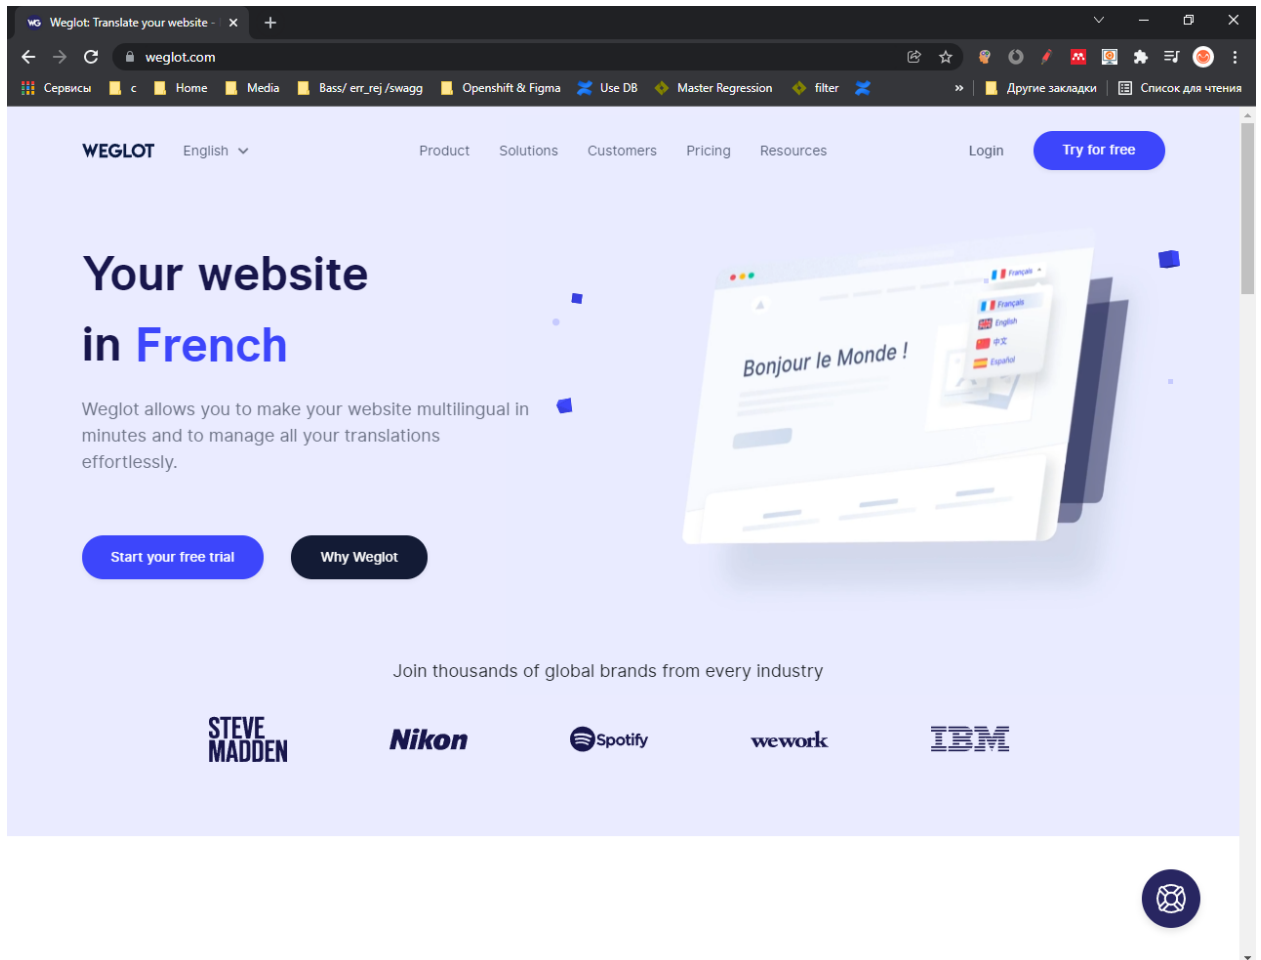 WG Weglot: Translate your website -
weglot.com
Сервисы с Home Media Bass/ err_rej /swagg Openshift & Figma Use DB Master Regression filter » Другие закладки Список для чтения
WEGLOT English Product Solutions Customers Pricing Resources Login Try for free
Your website
in French
Weglot allows you to make your website multilingual in
minutes and to manage all your translations
effortlessly.
Start your free trial Why Weglot
Français
Français
English
中文
Español
Bonjour le Monde !
Join thousands of global brands from every industry
STEVE
MADDEN
Nikon
Spotify
wework
IBM